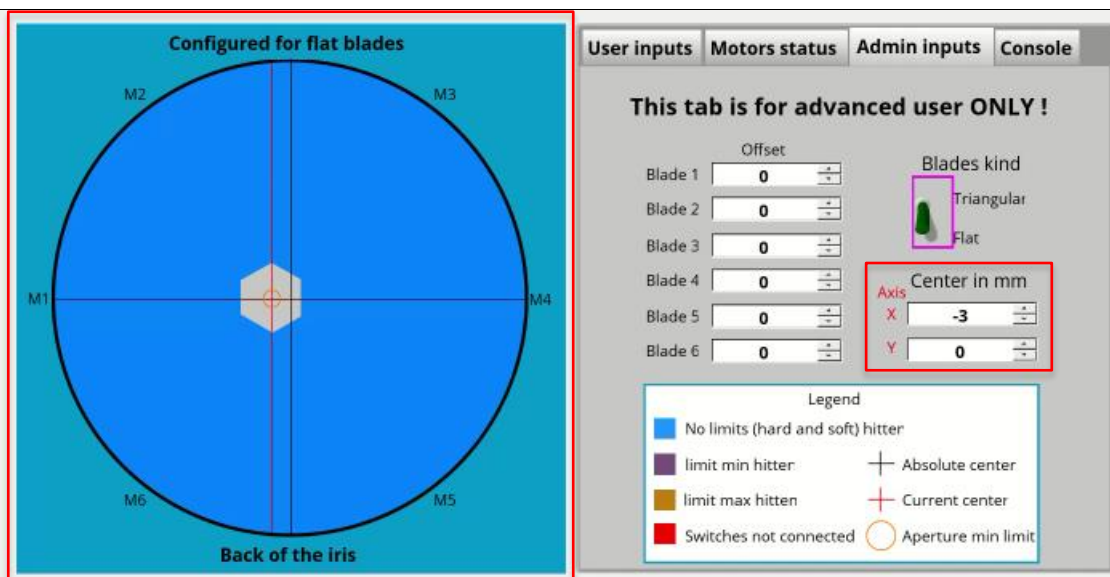 Configured for flat blades
M2
M3
M1
M4
M6
M5
Back of the iris
User inputs
Motors status
Admin inputs
Console
This tab is for advanced user ONLY !
Offset
Blade 1 0
Blade 2 0
Blade 3 0
Blade 4 0
Blade 5 0
Blade 6 0
Blades kind
Triangular
Flat
Center in mm
Axis
X -3
Y 0
Legend
No limits (hard and soft) hitten
limit min hitten
limit max hitten
Switches not connected
Absolute center
Current center
Aperture min limit